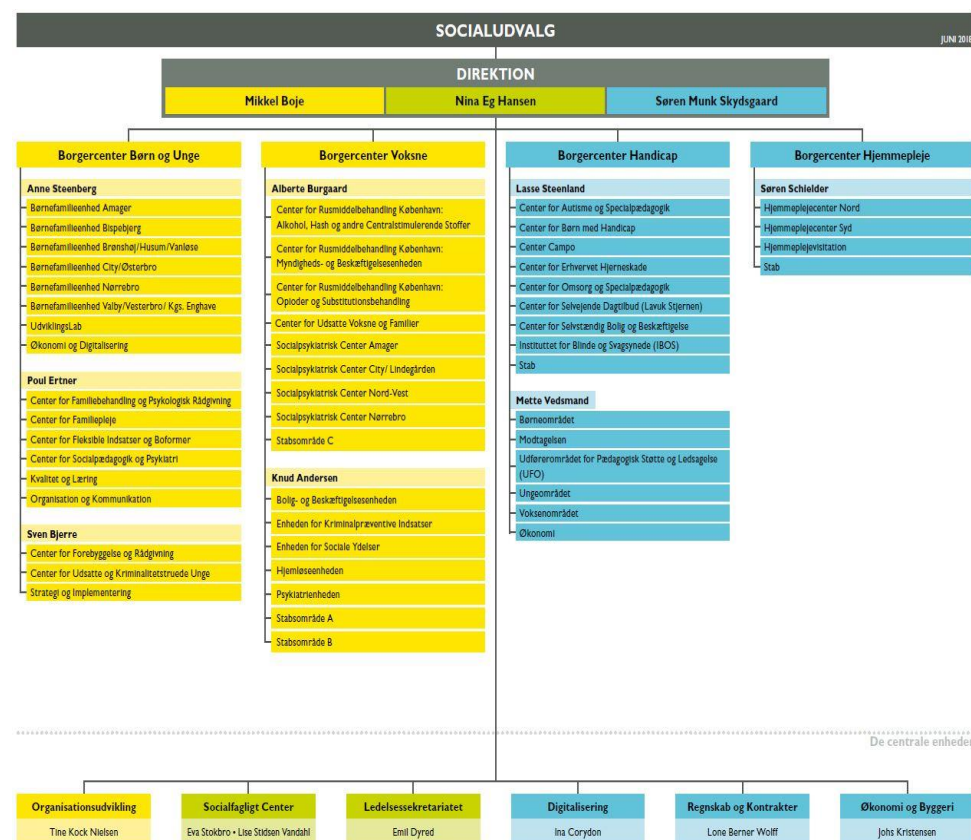 SOCIALUDVALG
JUNI 2018
DIREKTION
Mikkel Boje
Nina Eg Hansen
Søren Munk Skydsgaard
Borgercenter Børn og Unge
Anne Steenberg
Børnefamilieenhed Amager
Børnefamilieenhed Bispebjerg
Børnefamilieenhed Brønshøj/Husum/Vanløse
Børnefamilieenhed City/Østerbro
Børnefamilieenhed Nørrebro
Børnefamilieenhed Valby/Vesterbro/ Kgs. Enghave
UdviklingsLab
Økonomi og Digitalisering
Poul Ertner
Center for Familiebehandling og Psykologisk Rådgivning
Center for Familiepleje
Center for Fleksible Indsatser og Boformer
Center for Socialpædagogik og Psykiatri
Kvalitet og Læring
Organisation og Kommunikation
Sven Bjerre
Center for Forebyggelse og Rådgivning
Center for Udsatte og Kriminalitetstruede Unge
Strategi og Implementering
Borgercenter Voksne
Alberte Burgaard
Center for Rusmiddelbehandling København:
Alkohol, Hash og andre Centralstimulerende Stoffer
Center for Rusmiddelbehandling København:
Myndigheds- og Beskæftigelsesenheden
Center for Rusmiddelbehandling København:
Opioder og Substitutionsbehandling
Center for Udsatte Voksne og Familier
Socialpsykiatrisk Center Amager
Socialpsykiatrisk Center City/ Lindegården
Socialpsykiatrisk Center Nord-Vest
Socialpsykiatrisk Center Nørrebro
Stabsområde C
Knud Andersen
Bolig- og Beskæftigelsesenheden
Enheden for Kriminalpræventive Indsatser
Enheden for Sociale Ydelser
Hjemløseenheden
Psykiatrienheden
Stabsområde A
Stabsområde B
Borgercenter Handicap
Lasse Steenland
Center for Autisme og Specialpædagogik
Center for Børn med Handicap
Center Campo
Center for Erhvervet Hjerneskade
Center for Omsorg og Specialpædagogik
Center for Selvejende Dagtilbud (Lavuk Stjernen)
Center for Selvstændig Bolig og Beskæftigelse
Instituttet for Blinde og Svagsynede (IBOS)
Stab
Mette Vedsmand
Børneområdet
Modtagelsen
Udførerområdet for Pædagogisk Støtte og Ledsagelse
(UFO)
Ungeområdet
Voksenområdet
Økonomi
Borgercenter Hjemmepleje
Søren Schleider
Hjemmeplejecenter Nord
Hjemmeplejecenter Syd
Hjemmeplejevisitation
Stab
De centrale enheder
Organisationsudvikling
Tine Kock Nielsen
Socialfagligt Center
Eva Stokbro • Lise Stidsen Vandahl
Ledelsessekretariatet
Emil Dyred
Digitalisering
Ina Corydon
Regnskab og Kontrakter
Lone Berner Wolff
Økonomi og Byggeri
Johs Kristensen